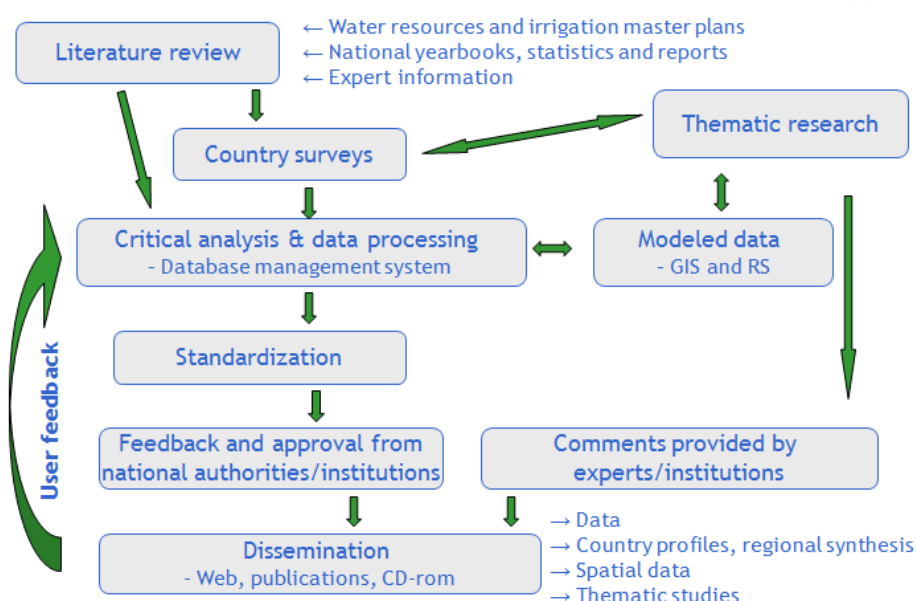 Literature review
← Water resources and irrigation master plans
← National yearbooks, statistics and reports
← Expert information
Thematic research
Country surveys
Critical analysis & data processing
- Database management system
Modeled data
- GIS and RS
Standardization
User feedback
Feedback and approval from
national authorities/institutions
Comments provided by
experts/institutions
Dissemination
- Web, publications, CD-rom
→ Data
→ Country profiles, regional synthesis
→ Spatial data
→ Thematic studies